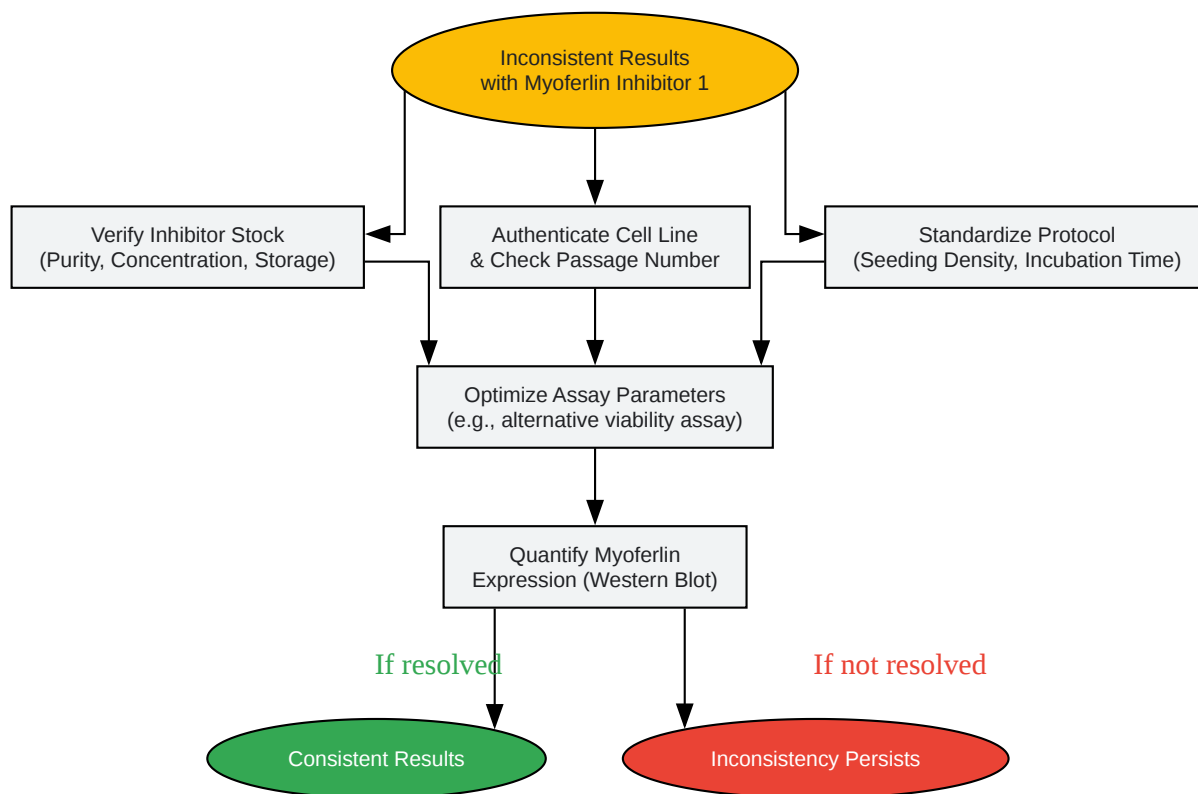 Inconsistent Results
with Myoferlin Inhibitor 1
Verify Inhibitor Stock
(Purity, Concentration, Storage)
Authenticate Cell Line
& Check Passage Number
Standardize Protocol
(Seeding Density, Incubation Time)
Optimize Assay Parameters
(e.g., alternative viability assay)
Quantify Myoferlin
Expression (Western Blot)
If resolved
If not resolved
Consistent Results
Inconsistency Persists